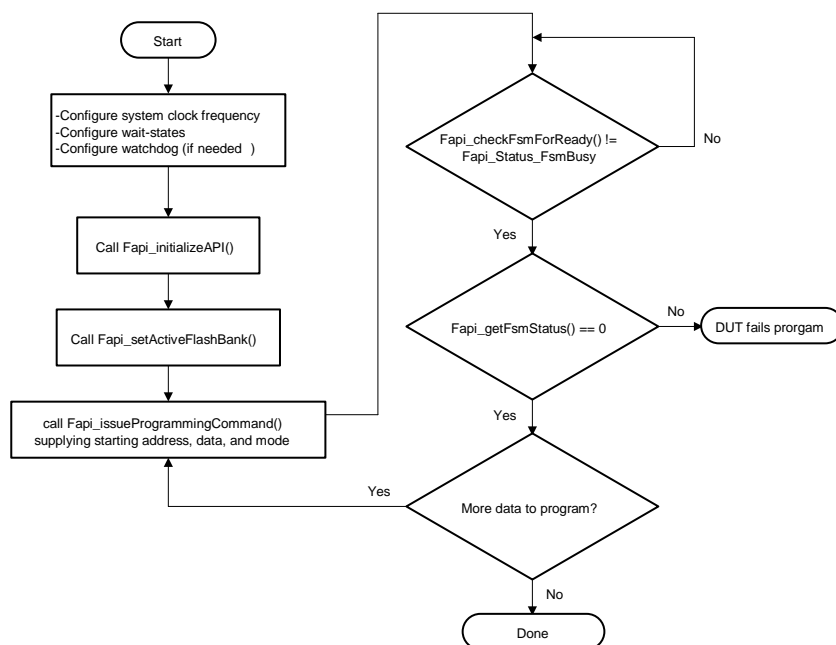 Start
-Configure system clock frequency
-Configure wait-states
-Configure watchdog (if needed )
Call Fapi_initializeAPI()
Call Fapi_setActiveFlashBank()
call Fapi_issueProgrammingCommand()
supplying starting address, data, and mode
Fapi_checkFsmForReady() !=
Fapi_Status_FsmBusy
No
Yes
Fapi_getFsmStatus() == 0
No
DUT fails prorgam
Yes
More data to program?
Yes
No
Done